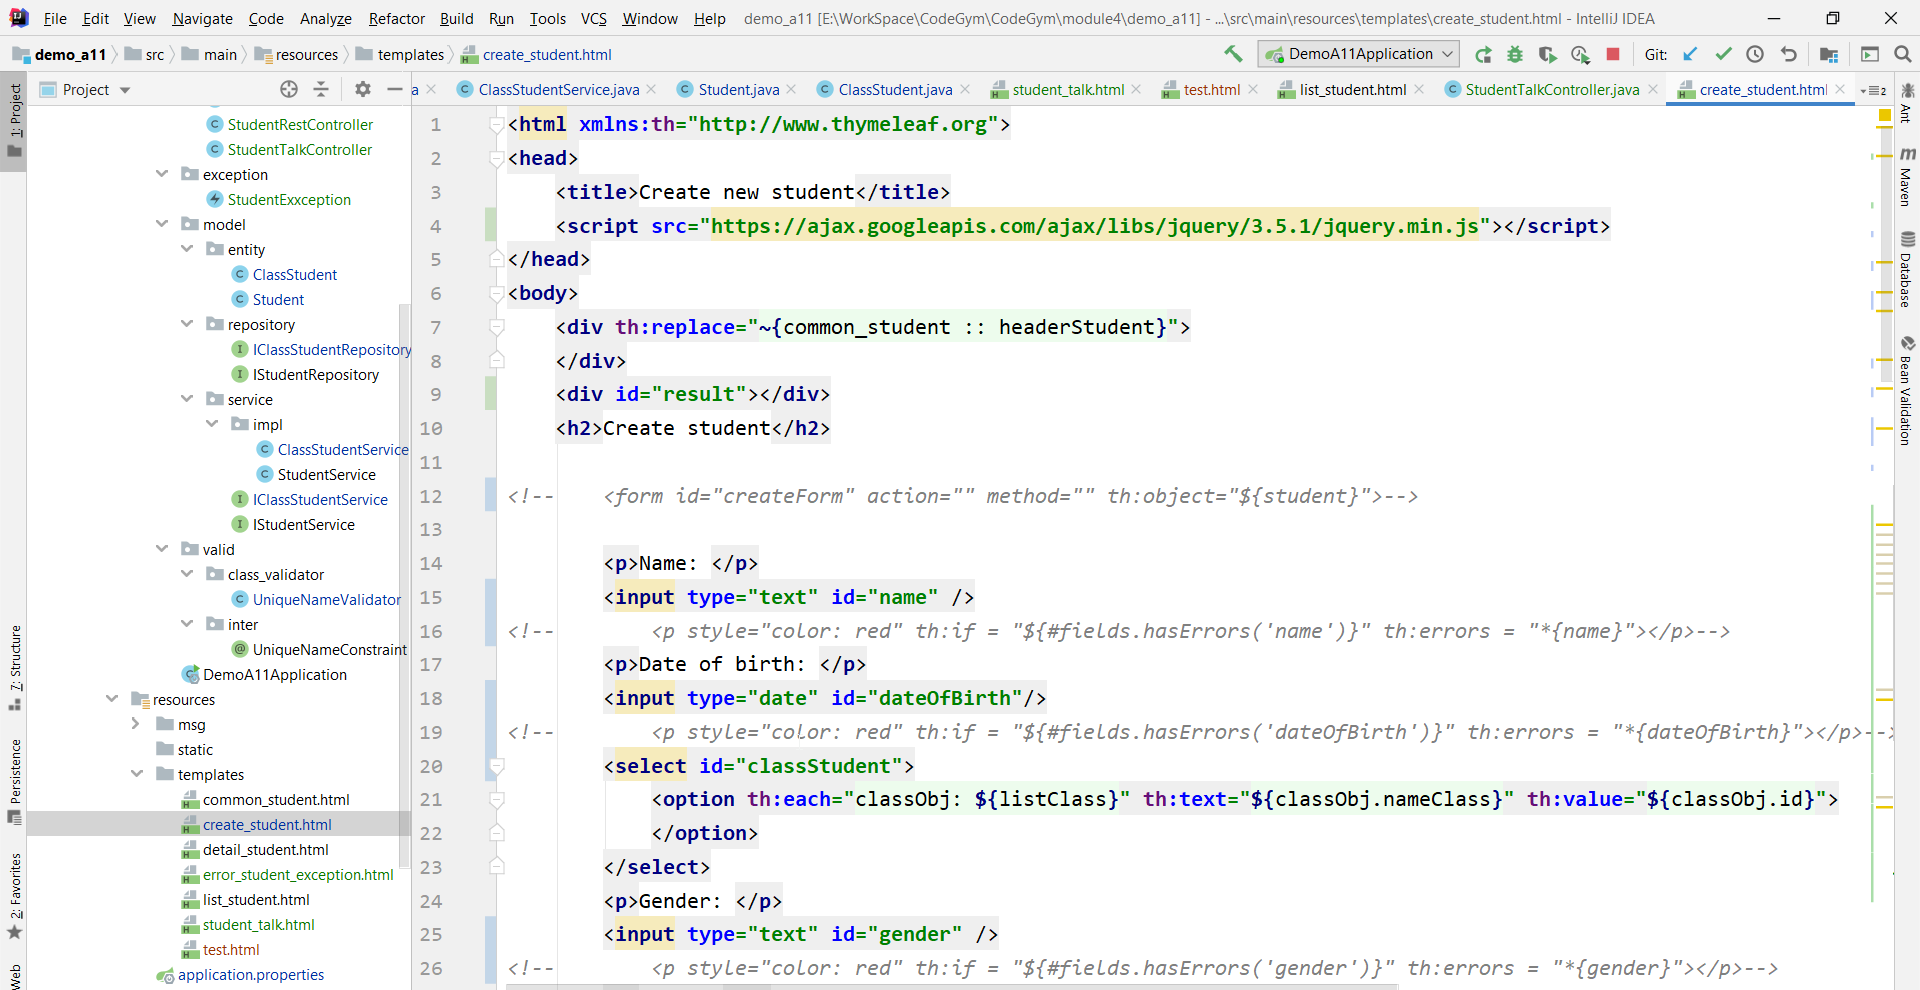 File Edit View Navigate Code Analyze Refactor Build Run Tools VCS Window Help demo_a11 [E:\WorkSpace\CodeGym\CodeGym\module4\demo_a11] - ...\src\main\resources\templates\create_student.html - IntelliJ IDEA
demo_a11 src main resources templates create_student.html DemoA11Application Git:
Project a ClassStudentService.java Student.java ClassStudent.java student_talk.html test.html list_student.html StudentTalkController.java create_student.html 2
1: Project
7: Structure
Persistence
2: Favorites
Web
StudentRestController
StudentTalkController
exception
StudentExxception
model
entity
ClassStudent
Student
repository
IClassStudentRepository
IStudentRepository
service
impl
ClassStudentService
StudentService
IClassStudentService
IStudentService
valid
class_validator
UniqueNameValidator
inter
UniqueNameConstraint
DemoA11Application
resources
msg
static
templates
common_student.html
create_student.html
detail_student.html
error_student_exception.html
list_student.html
student_talk.html
test.html
application.properties
1 <html xmlns:th="http://www.thymeleaf.org">
2 <head>
3 <title>Create new student</title>
4 <script src="https://ajax.googleapis.com/ajax/libs/jquery/3.5.1/jquery.min.js"></script>
5 </head>
6 <body>
7 <div th:replace="~{common_student :: headerStudent}">
8 </div>
9 <div id="result"></div>
10 <h2>Create student</h2>
11
12 <!-- <form id="createForm" action="" method="" th:object="${student}">-->
13
14 <p>Name: </p>
15 <input type="text" id="name" />
16 <!-- <p style="color: red" th:if = "${#fields.hasErrors('name')}" th:errors = "*{name}"></p>-->
17 <p>Date of birth: </p>
18 <input type="date" id="dateOfBirth"/>
19 <!-- <p style="color: red" th:if = "${#fields.hasErrors('dateOfBirth')}" th:errors = "*{dateOfBirth}"></p>-->
20 <select id="classStudent">
21 <option th:each="classObj: ${listClass}" th:text="${classObj.nameClass}" th:value="${classObj.id}">
22 </option>
23 </select>
24 <p>Gender: </p>
25 <input type="text" id="gender" />
26 <!-- <p style="color: red" th:if = "${#fields.hasErrors('gender')}" th:errors = "*{gender}"></p>-->
Ant
Maven
Database
Bean Validation